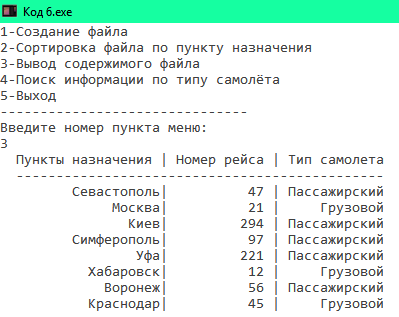 Код 6.exe
1-Создание файла
2-Сортировка файла по пункту назначения
3-Вывод содержимого файла
4-Поиск информации по типу самолёта
5-Выход
-------------------------------
Введите номер пункта меню:
3
Пункты назначения | Номер рейса | Тип самолета
----------------------------------------------
Севастополь| 47 | Пассажирский
Москва| 21 | Грузовой
Киев| 294 | Пассажирский
Симферополь| 97 | Пассажирский
Уфа| 221 | Пассажирский
Хабаровск| 12 | Грузовой
Воронеж| 56 | Пассажирский
Краснодар| 45 | Грузовой